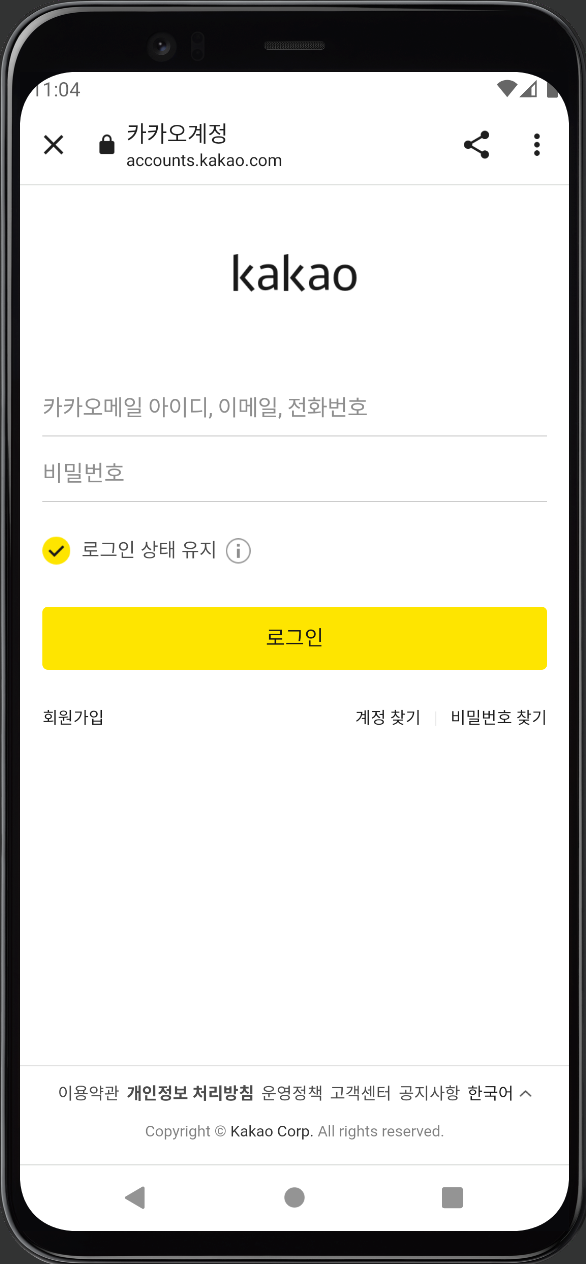 11:04
카카오계정
accounts.kakao.com
kakao
카카오메일 아이디, 이메일, 전화번호
비밀번호
로그인 상태 유지
로그인
회원가입 계정 찾기 비밀번호 찾기
이용약관 개인정보 처리방침 운영정책 고객센터 공지사항 한국어
Copyright © Kakao Corp. All rights reserved.